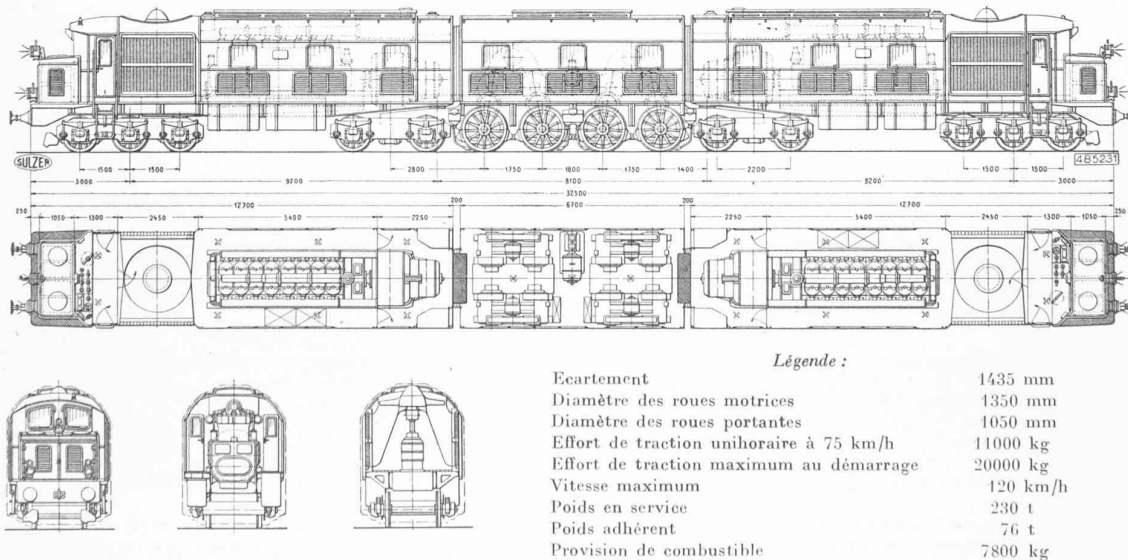 SULZER
485231
1500 1500 2800 1750 1800 1750 1400 2200 1500 1500
3000 9700 8100 9200 3000
32500
12700 200 6700 200 12700
250 1050 1300 2450 5400 2250 2250 5400 2450 1300 1050 250
Légende :
Ecartement 1435 mm
Diamètre des roues motrices 1350 mm
Diamètre des roues portantes 1050 mm
Effort de traction unihoraire à 75 km/h 11000 kg
Effort de traction maximum au démarrage 20000 kg
Vitesse maximum 120 km/h
Poids en service 230 t
Poids adhérent 76 t
Provision de combustible 7800 kg